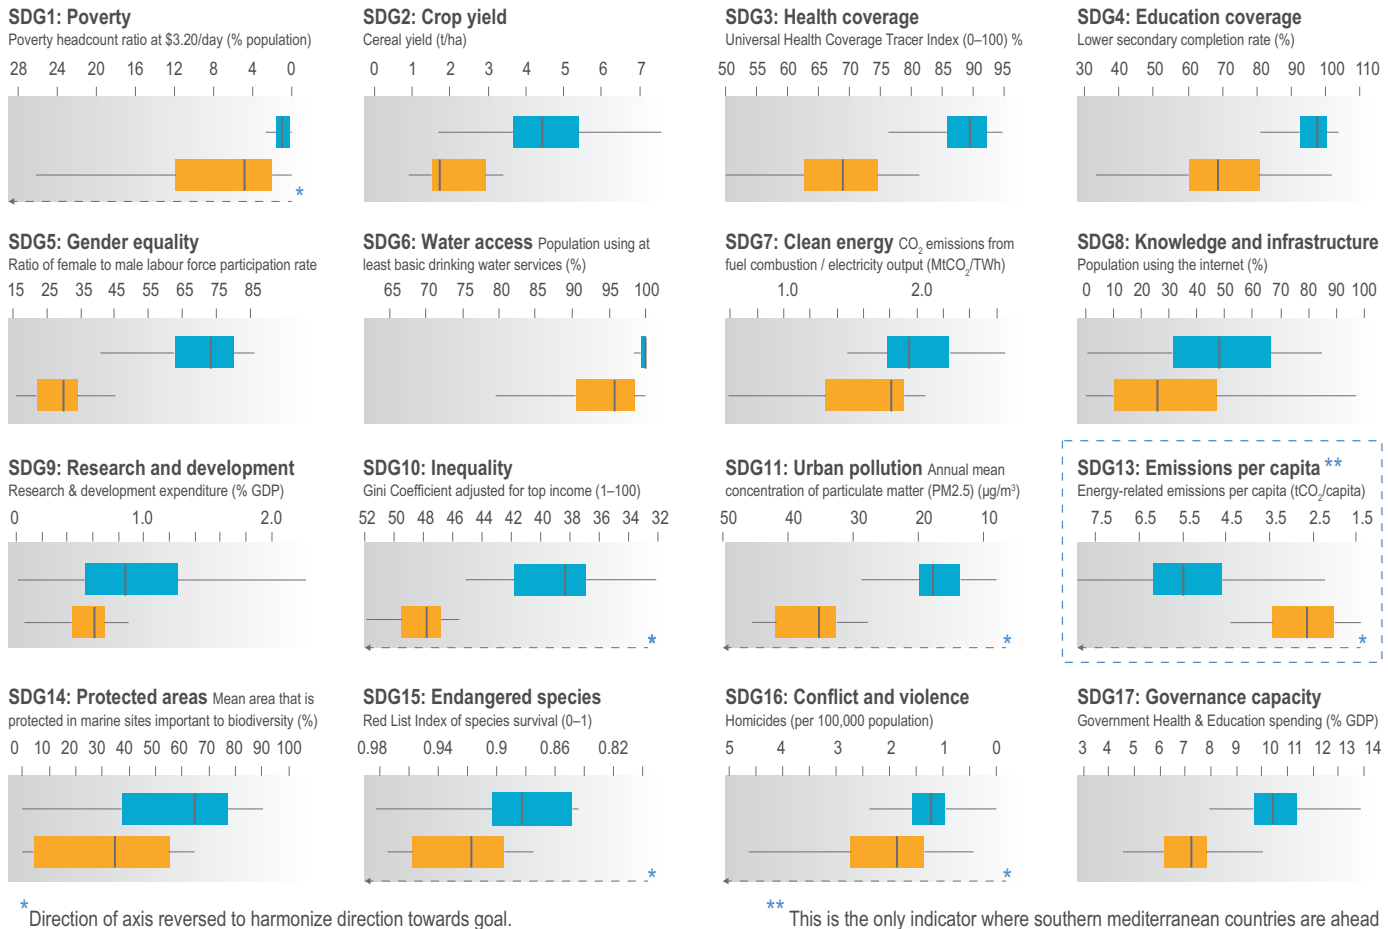 SDG1: Poverty
Poverty headcount ratio at $3.20/day (% population)
28 24 20 16 12 8 4 0
*
SDG2: Crop yield
Cereal yield (t/ha)
0 1 2 3 4 5 6 7
SDG3: Health coverage
Universal Health Coverage Tracer Index (0–100) %
50 55 60 65 70 75 80 85 90 95
SDG4: Education coverage
Lower secondary completion rate (%)
30 40 50 60 70 80 90 100 110
SDG5: Gender equality
Ratio of female to male labour force participation rate
15 25 35 45 55 65 75 85
SDG6: Water access Population using at
least basic drinking water services (%)
65 70 75 80 85 90 95 100
SDG7: Clean energy CO₂ emissions from
fuel combustion / electricity output (MtCO₂/TWh)
1.0 2.0
SDG8: Knowledge and infrastructure
Population using the internet (%)
0 10 20 30 40 50 60 70 80 90 100
SDG9: Research and development
Research & development expenditure (% GDP)
0 1.0 2.0
SDG10: Inequality
Gini Coefficient adjusted for top income (1–100)
52 50 48 46 44 42 40 38 36 34 32
*
SDG11: Urban pollution Annual mean
concentration of particulate matter (PM2.5) (µg/m³)
50 40 30 20 10
*
SDG13: Emissions per capita **
Energy-related emissions per capita (tCO₂/capita)
7.5 6.5 5.5 4.5 3.5 2.5 1.5
*
SDG14: Protected areas Mean area that is
protected in marine sites important to biodiversity (%)
0 10 20 30 40 50 60 70 80 90 100
SDG15: Endangered species
Red List Index of species survival (0–1)
0.98 0.94 0.9 0.86 0.82
*
SDG16: Conflict and violence
Homicides (per 100,000 population)
5 4 3 2 1 0
*
SDG17: Governance capacity
Government Health & Education spending (% GDP)
3 4 5 6 7 8 9 10 11 12 13 14
*Direction of axis reversed to harmonize direction towards goal.
** This is the only indicator where southern mediterranean countries are ahead